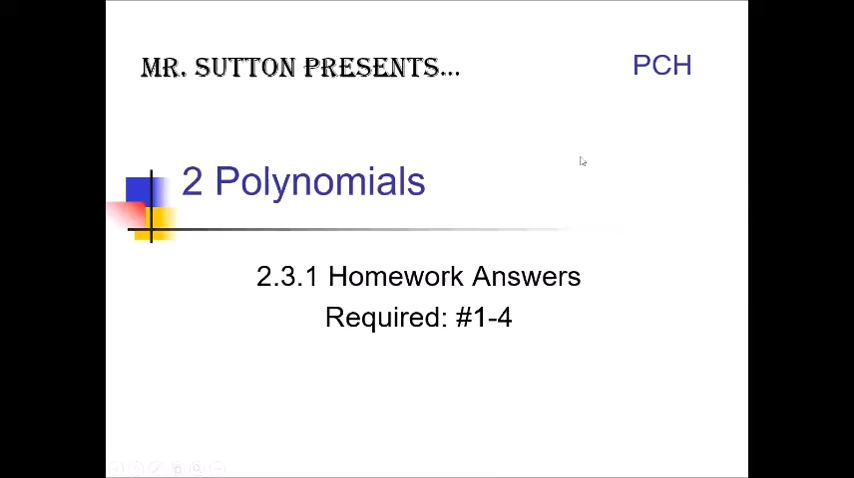 MR. SUTTON PRESENTS...
PCH
2 Polynomials
2.3.1 Homework Answers
Required: #1-4